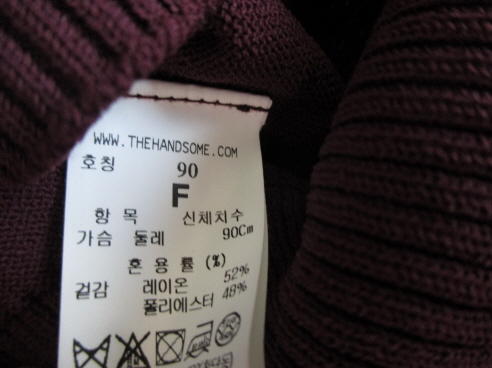 WWW.THEHANDSOME.COM
호칭 90
F
항 목 신체치수
가슴 둘레 90Cm
혼 용 률 (%)
겉감 레이온 52%
폴리에스터 48%